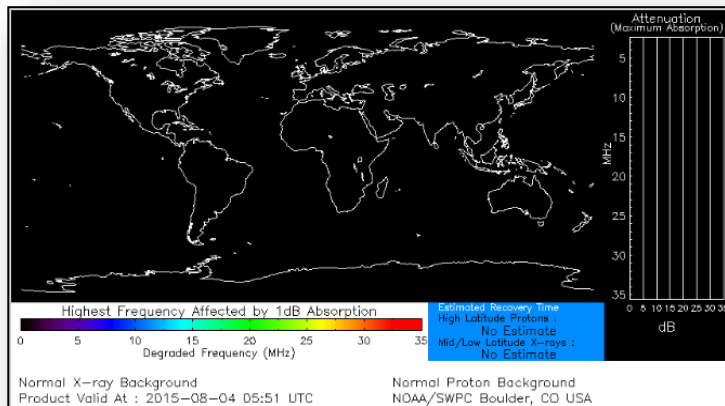 Attenuation
(Maximum Absorption)
5
10
15
20
25
30
35
MHz
0 5 10 15 20 25 30 35
dB
Highest Frequency Affected by 1dB Absorption
0 5 10 15 20 25 30 35
Degraded Frequency (MHz)
Estimated Recovery Time
High Latitude Protons :
No Estimate
Mid/Low Latitude X-rays :
No Estimate
Normal X-ray Background
Product Valid At : 2015-08-04 05:51 UTC
Normal Proton Background
NOAA/SWPC Boulder, CO USA